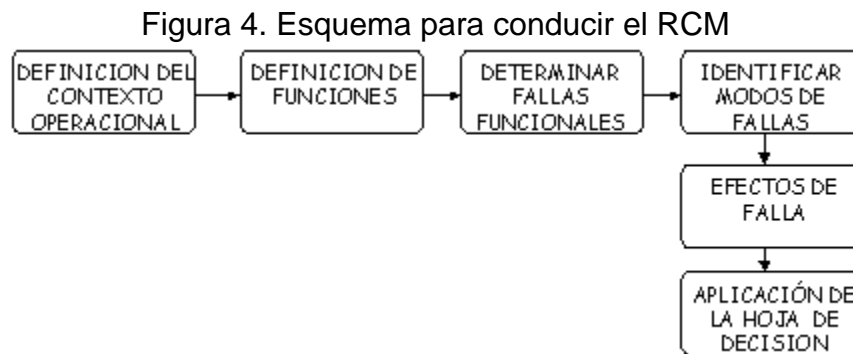 Figura 4. Esquema para conducir el RCM
DEFINICION DEL
CONTEXTO
OPERACIONAL
DEFINICION DE
FUNCIONES
DETERMINAR
FALLAS
FUNCIONALES
IDENTIFICAR
MODOS DE
FALLAS
EFECTOS DE
FALLA
APLICACIÓN DE
LA HOJA DE
DECISION